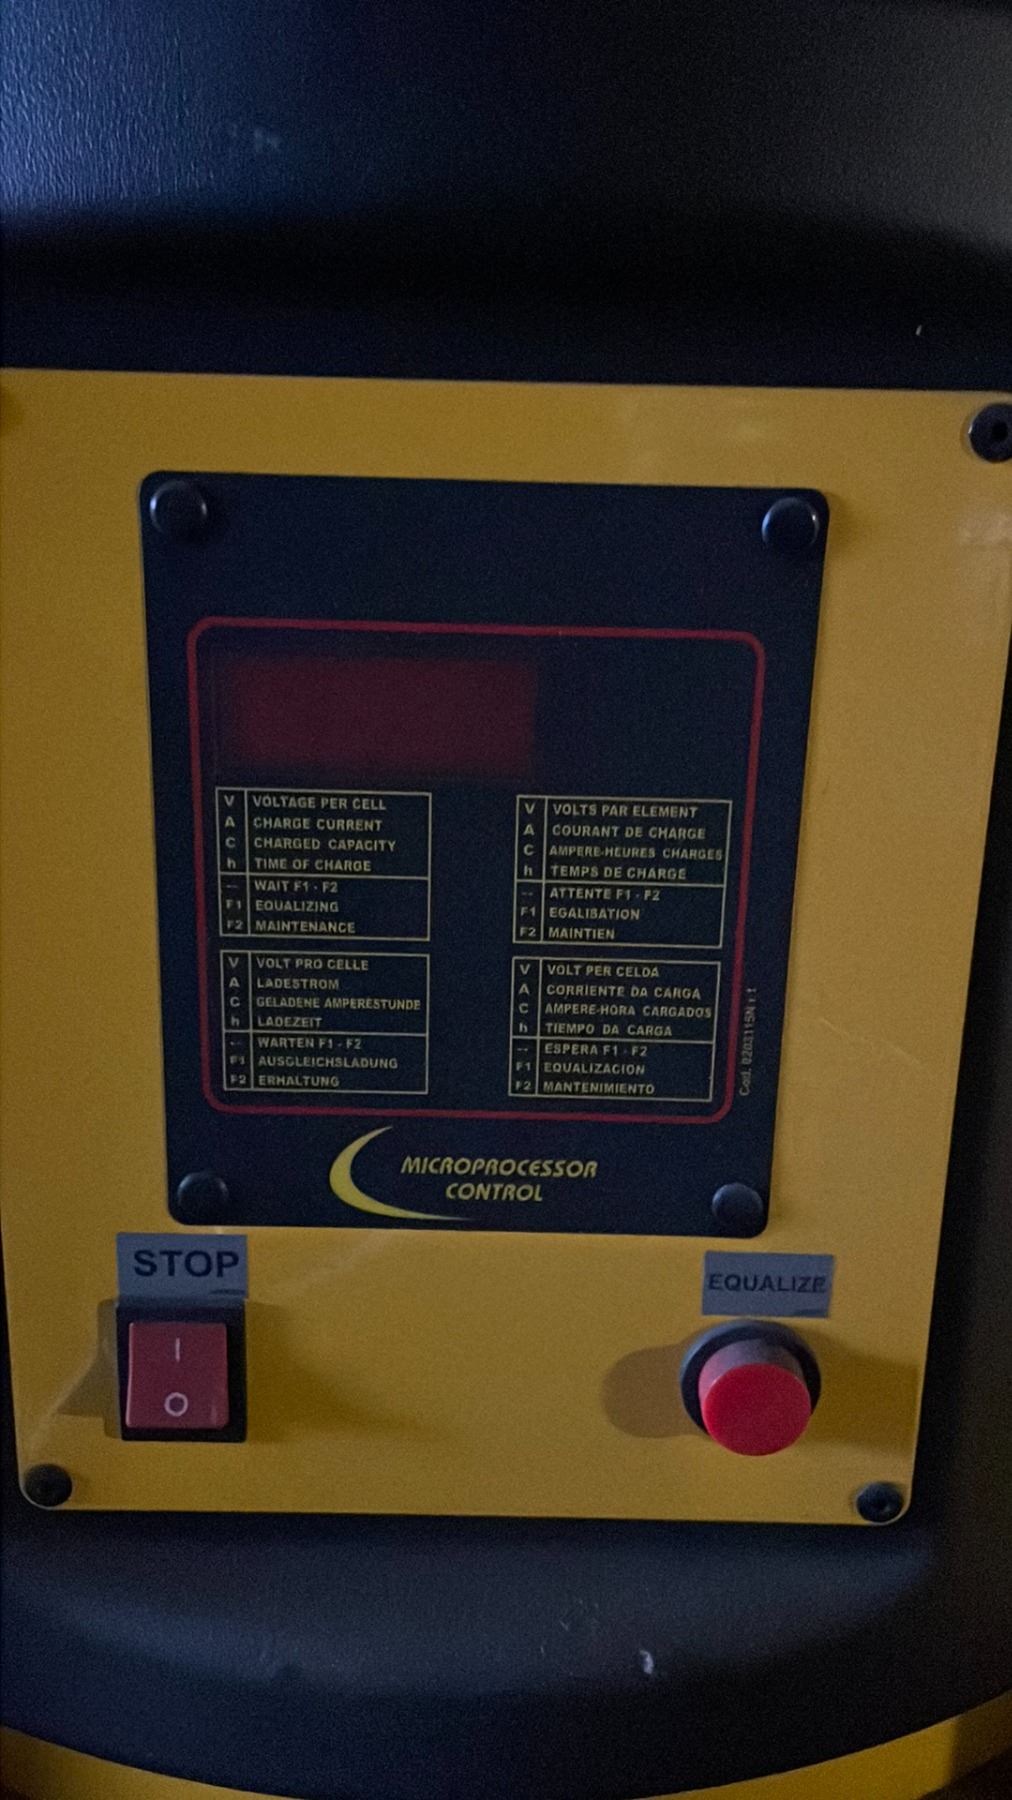 V VOLTAGE PER CELL
A CHARGE CURRENT
C CHARGED CAPACITY
h TIME OF CHARGE
-- WAIT F1 - F2
F1 EQUALIZING
F2 MAINTENANCE
V VOLTS PAR ELEMENT
A COURANT DE CHARGE
C AMPERE-HEURES CHARGES
h TEMPS DE CHARGE
-- ATTENTE F1 - F2
F1 EGALISATION
F2 MAINTIEN
V VOLT PRO CELLE
A LADESTROM
C GELADENE AMPERESTUNDE
h LADEZEIT
-- WARTEN F1 - F2
F1 AUSGLEICHSLADUNG
F2 ERHALTUNG
V VOLT PER CELDA
A CORRIENTE DA CARGA
C AMPERE-HORA CARGADOS
h TIEMPO DA CARGA
-- ESPERA F1 - F2
F1 EQUALIZACION
F2 MANTENIMIENTO
Cod. 0203115N r.1
MICROPROCESSOR
CONTROL
STOP
EQUALIZE
I
O